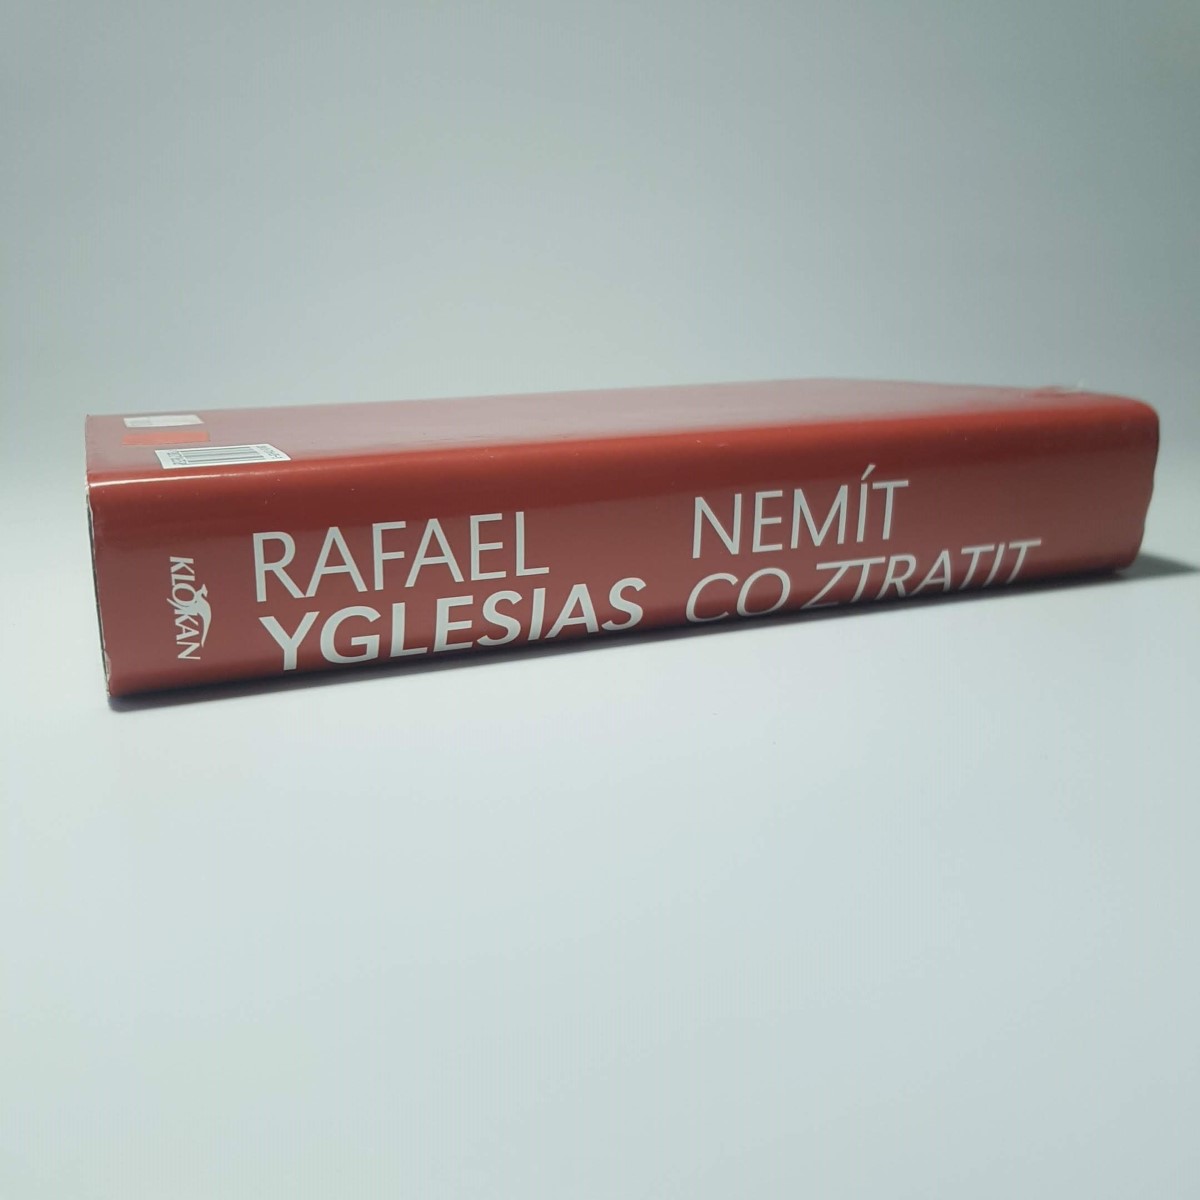 RAFAEL
YGLESIAS
NEMÍT
CO ZTRATIT
KLOKAN